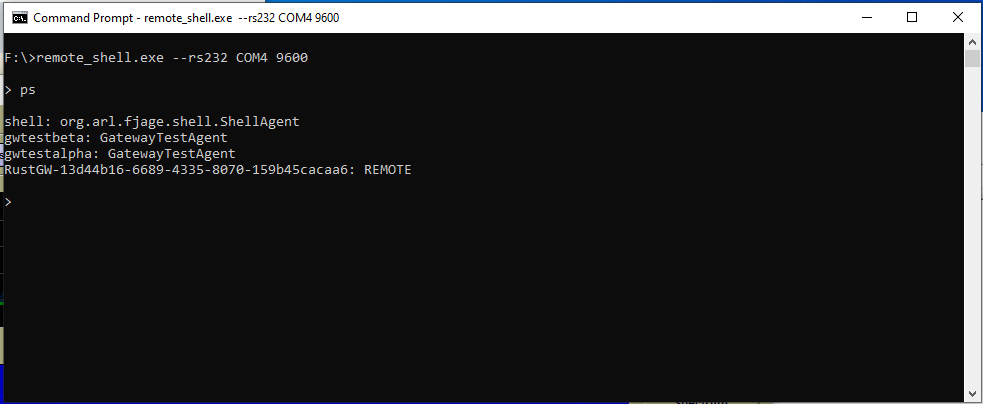 Command Prompt - remote_shell.exe --rs232 COM4 9600
F:\>remote_shell.exe --rs232 COM4 9600
> ps
shell: org.arl.fjage.shell.ShellAgent
gwtestbeta: GatewayTestAgent
gwtestalpha: GatewayTestAgent
RustGW-13d44b16-6689-4335-8070-159b45cacaa6: REMOTE
>